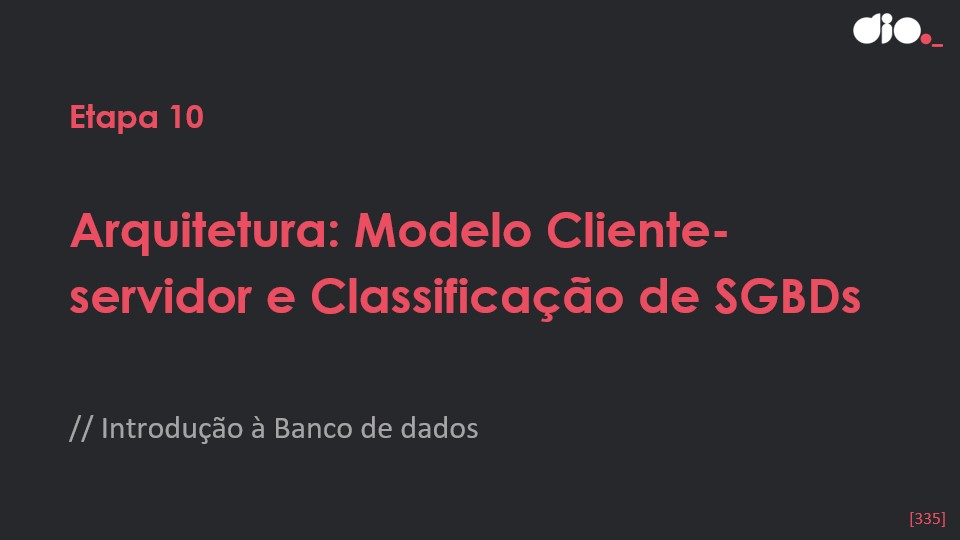 dio._
Etapa 10
Arquitetura: Modelo Cliente-
servidor e Classificação de SGBDs
// Introdução à Banco de dados
[335]